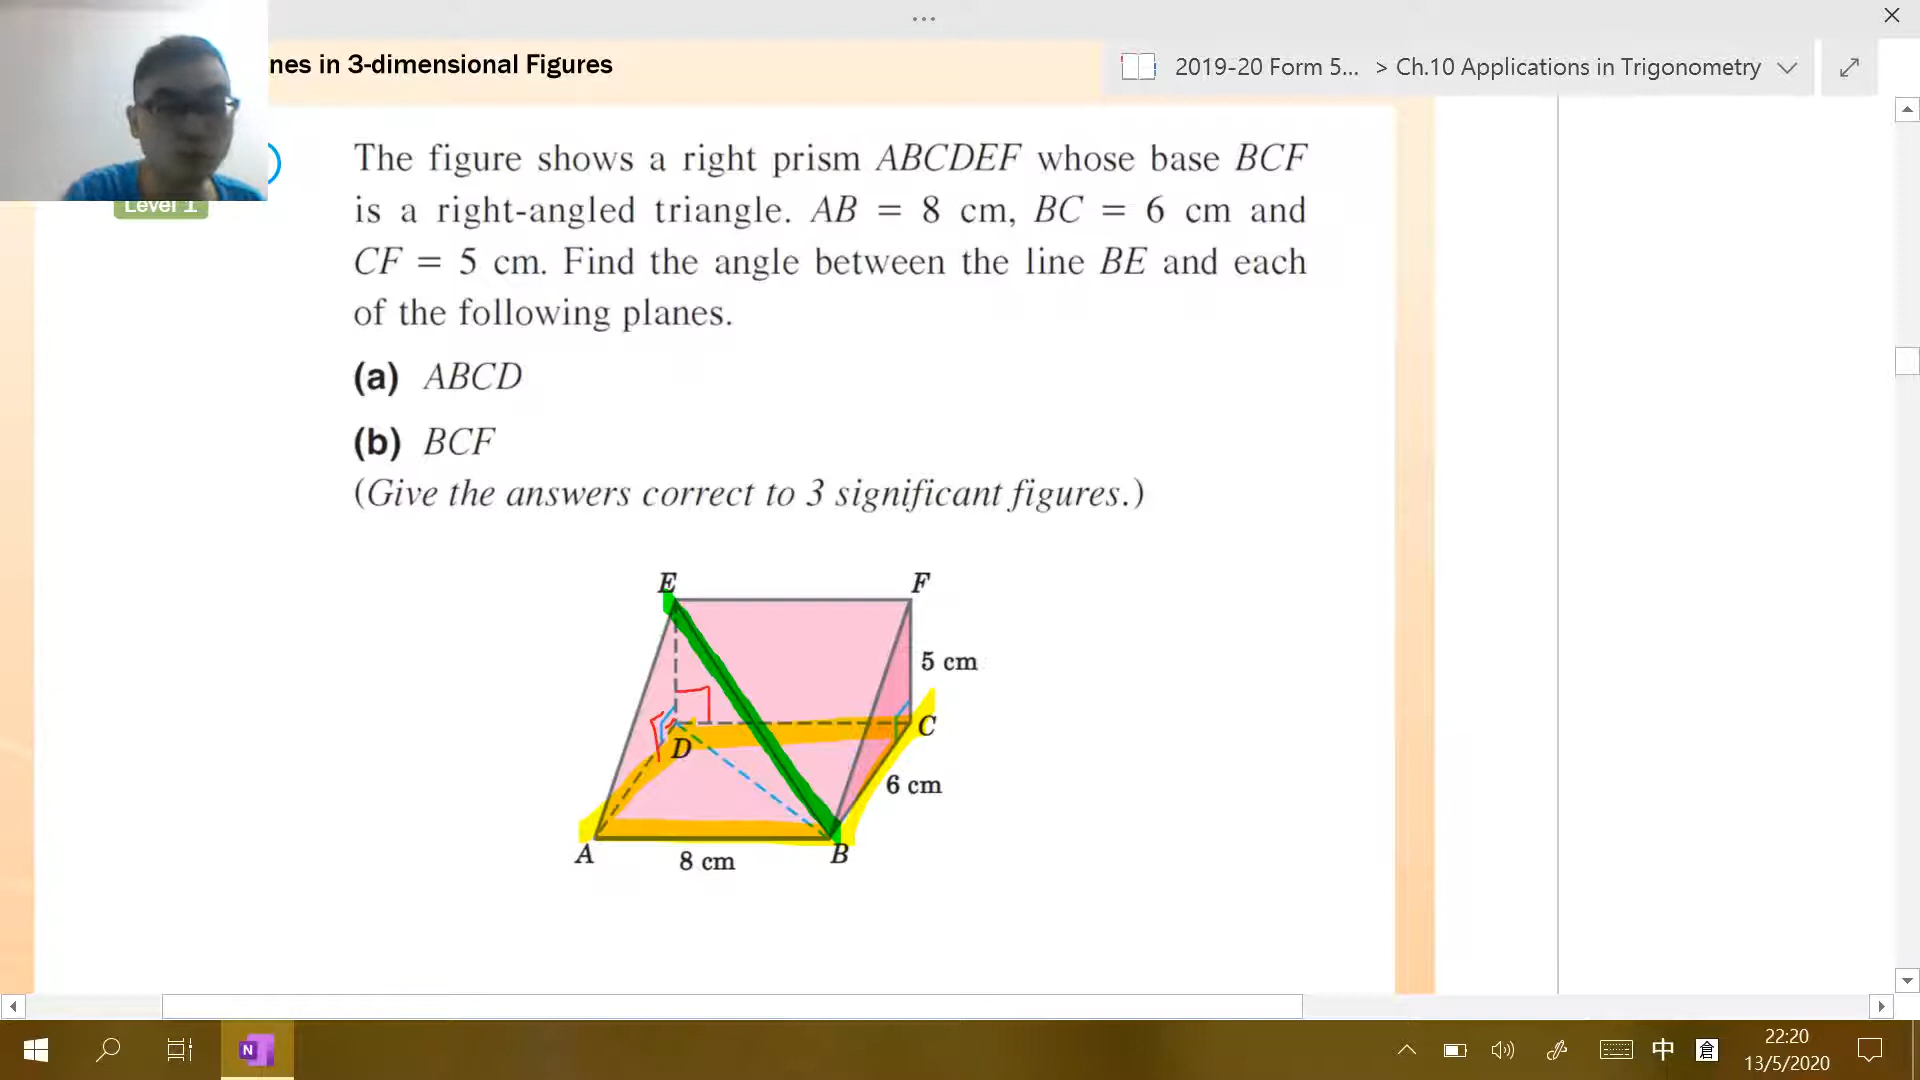 nes in 3-dimensional Figures
2019-20 Form 5... > Ch.10 Applications in Trigonometry
Level 1
The figure shows a right prism ABCDEF whose base BCF
is a right-angled triangle. AB = 8 cm, BC = 6 cm and
CF = 5 cm. Find the angle between the line BE and each
of the following planes.
(a) ABCD
(b) BCF
(Give the answers correct to 3 significant figures.)
E F
5 cm
C
D
6 cm
A B
8 cm
N
中 倉
22:20
13/5/2020